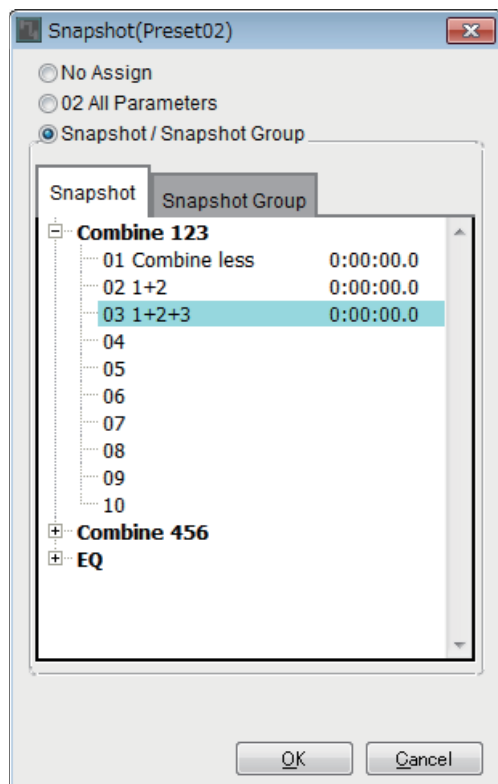 Snapshot(Preset02)
No Assign
02 All Parameters
Snapshot / Snapshot Group
Snapshot Snapshot Group
Combine 123
01 Combine less 0:00:00.0
02 1+2 0:00:00.0
03 1+2+3 0:00:00.0
04
05
06
07
08
09
10
Combine 456
EQ
OK Cancel